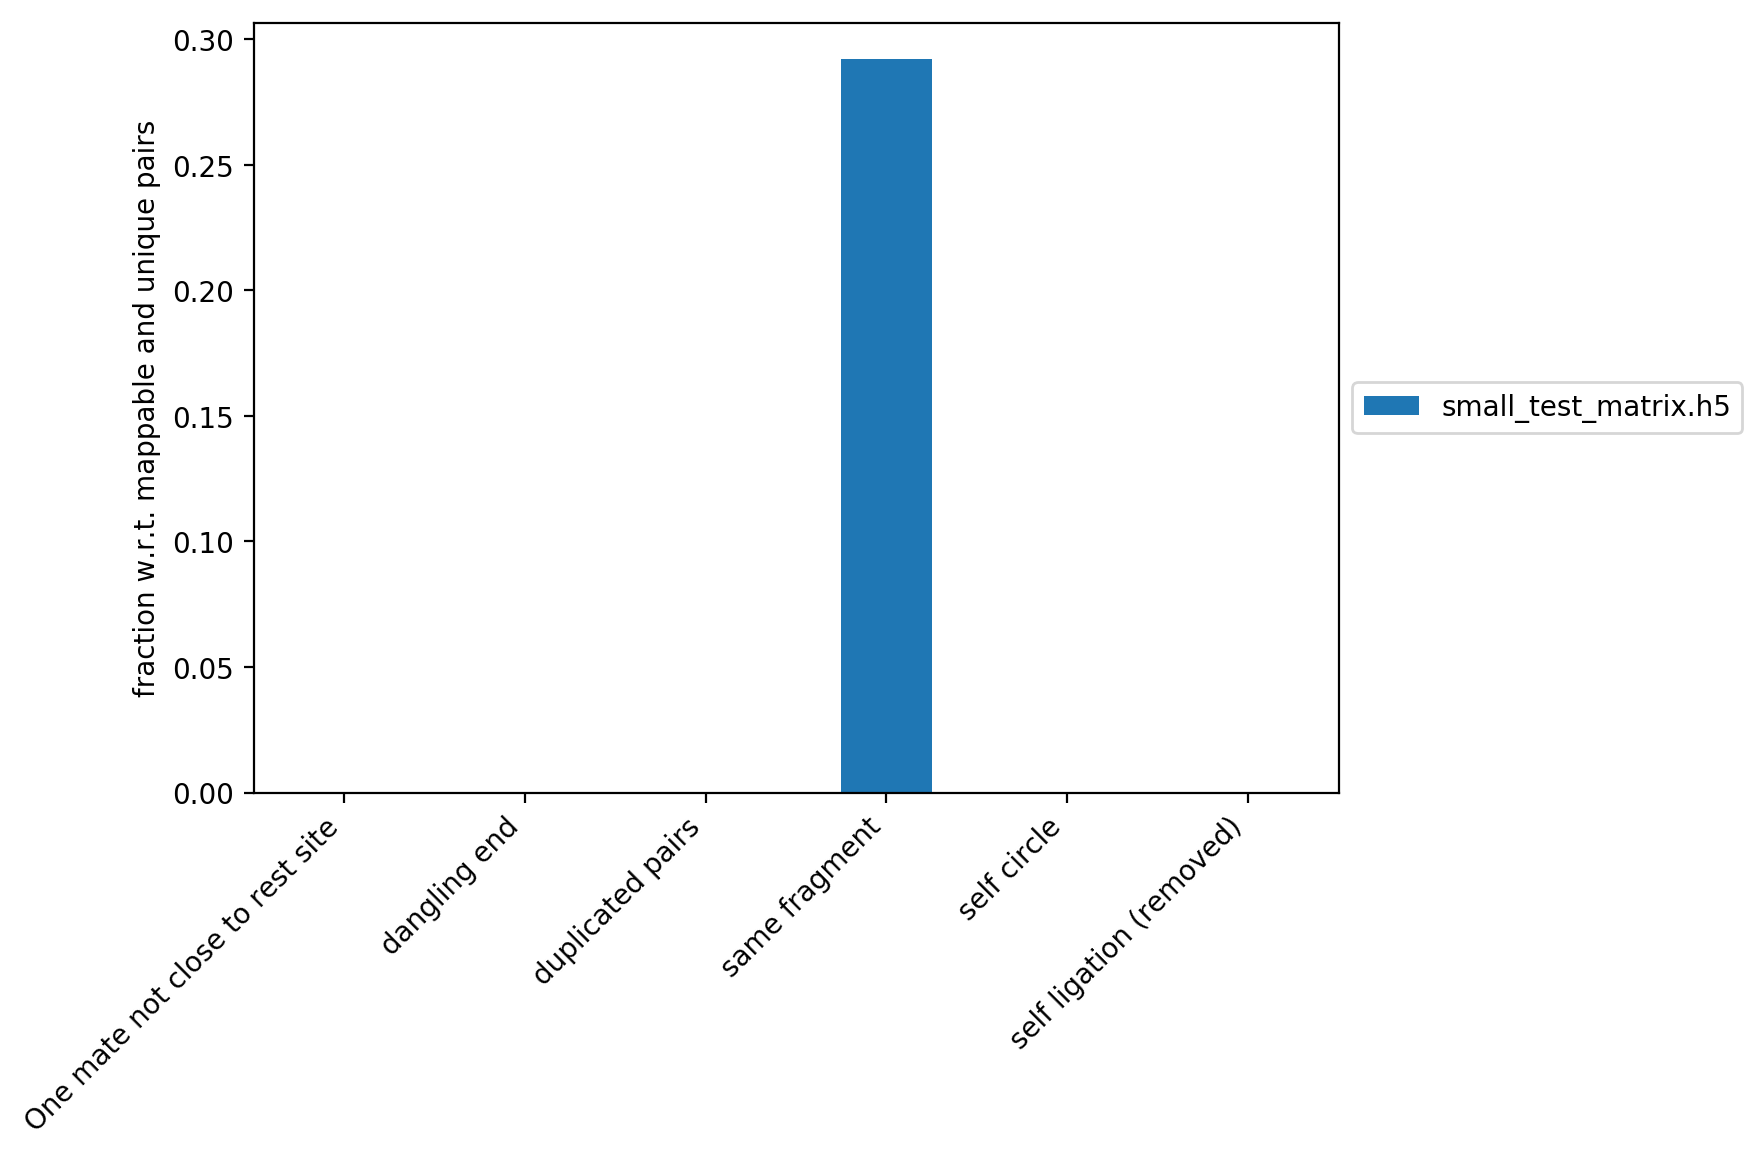 fraction w.r.t. mappable and unique pairs
0.30
0.25
0.20
0.15
0.10
0.05
0.00
One mate not close to rest site
dangling end
duplicated pairs
same fragment
self circle
self ligation (removed)
small_test_matrix.h5